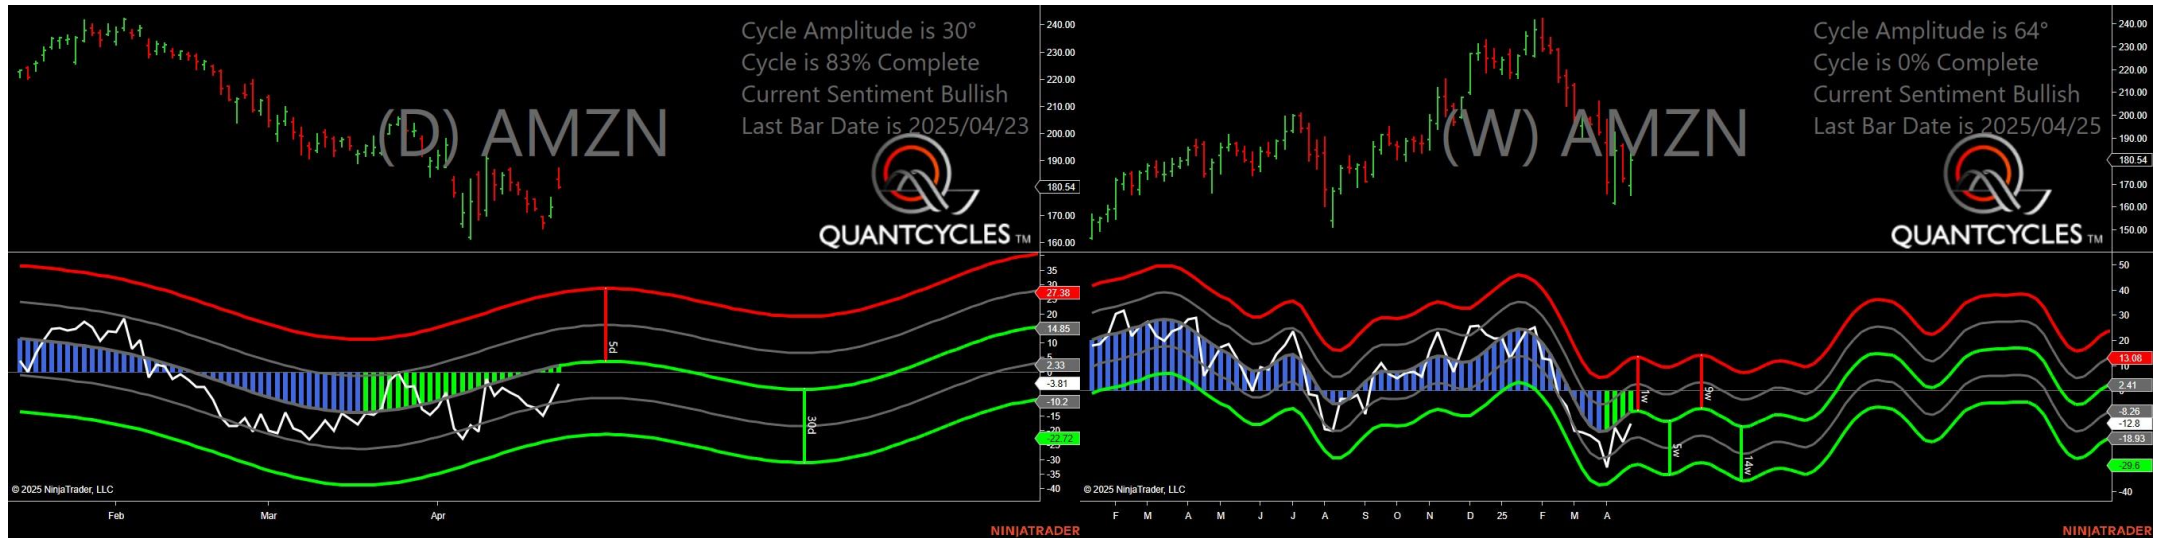 Cycle Amplitude is 30°
Cycle is 83% Complete
Current Sentiment Bullish
Last Bar Date is 2025/04/23
(D) AMZN
QUANTCYCLES TM
240.00
230.00
220.00
210.00
200.00
190.00
180.54
170.00
160.00
35
27.38
20
14.85
10
2.33
-3.81
-10.2
-15
-22.72
-30
-35
-40
5d
30d
© 2025 NinjaTrader, LLC
Feb Mar Apr
NINJATRADER
Cycle Amplitude is 64°
Cycle is 0% Complete
Current Sentiment Bullish
Last Bar Date is 2025/04/25
(W) AMZN
QUANTCYCLES TM
240.00
230.00
220.00
210.00
200.00
190.00
180.54
170.00
160.00
150.00
50
40
30
20
13.08
10
2.41
-8.26
-12.8
-18.93
-29.6
-40
1w
9w
5w
14w
© 2025 NinjaTrader, LLC
F M A M J J A S O N D 25 F M A
NINJATRADER